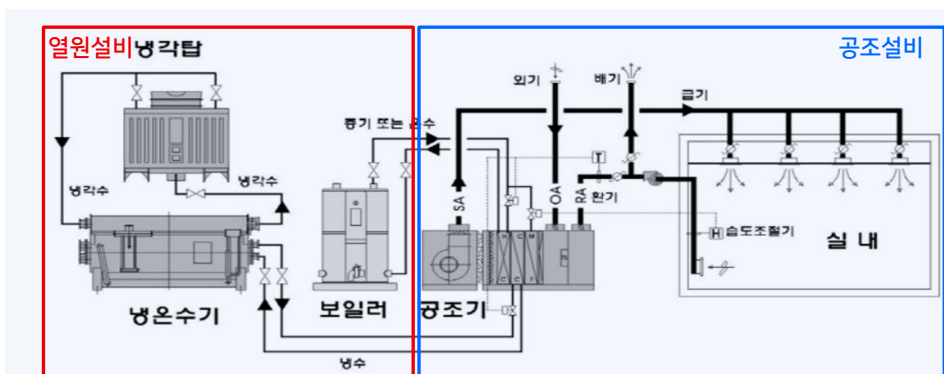 열원설비
냉각탑
공조설비
외기
배기
급기
증기 또는 온수
냉각수
냉각수
SA
OA
RA
환기
T
H
습도조절기
실 내
냉온수기
보일러
공조기
냉수